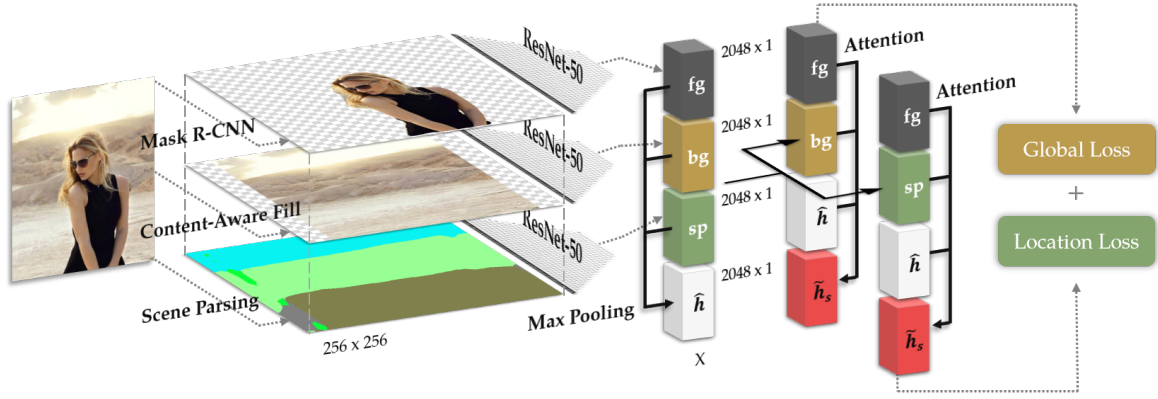 Mask R-CNN
Content-Aware Fill
Scene Parsing
256 x 256
ResNet-50
ResNet-50
ResNet-50
Max Pooling
fg
bg
sp
ĥ
X
2048 x 1
2048 x 1
2048 x 1
2048 x 1
fg
bg
ĥ
h̃s
Attention
fg
sp
ĥ
h̃s
Attention
Global Loss
+
Location Loss